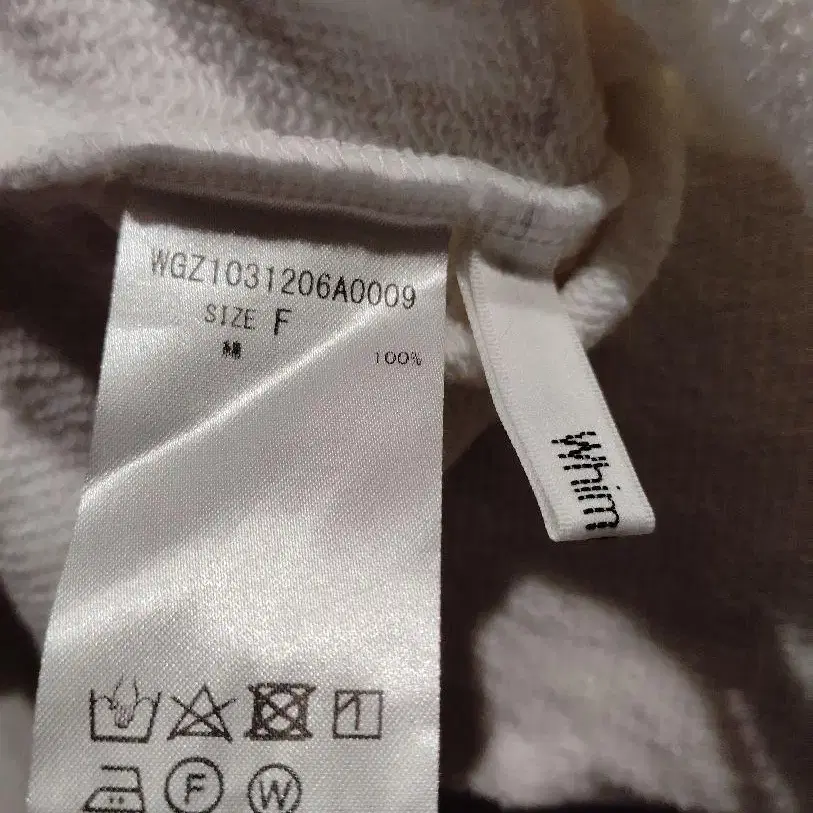 WGZ1031206A0009
SIZE F
綿 100%
Whim
F
W